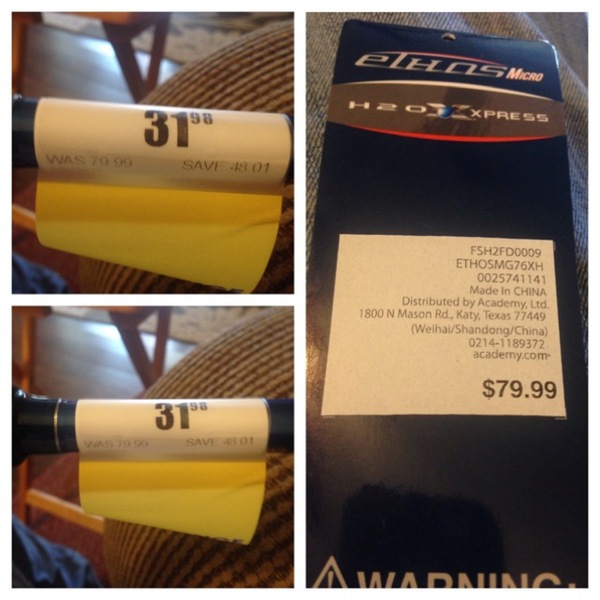 31 98
WAS 79.99 SAVE 48.01
31 98
WAS 79.99 SAVE 48.01
ETHOS MICRO
H2O XPRESS
FSH2FD0009
ETHOSMG76XH
0025741141
Made In CHINA
Distributed by Academy, Ltd.
1800 N Mason Rd., Katy, Texas 77449
(Weihai/Shandong/China)
0214-1189372
academy.com
$79.99
WARNING: